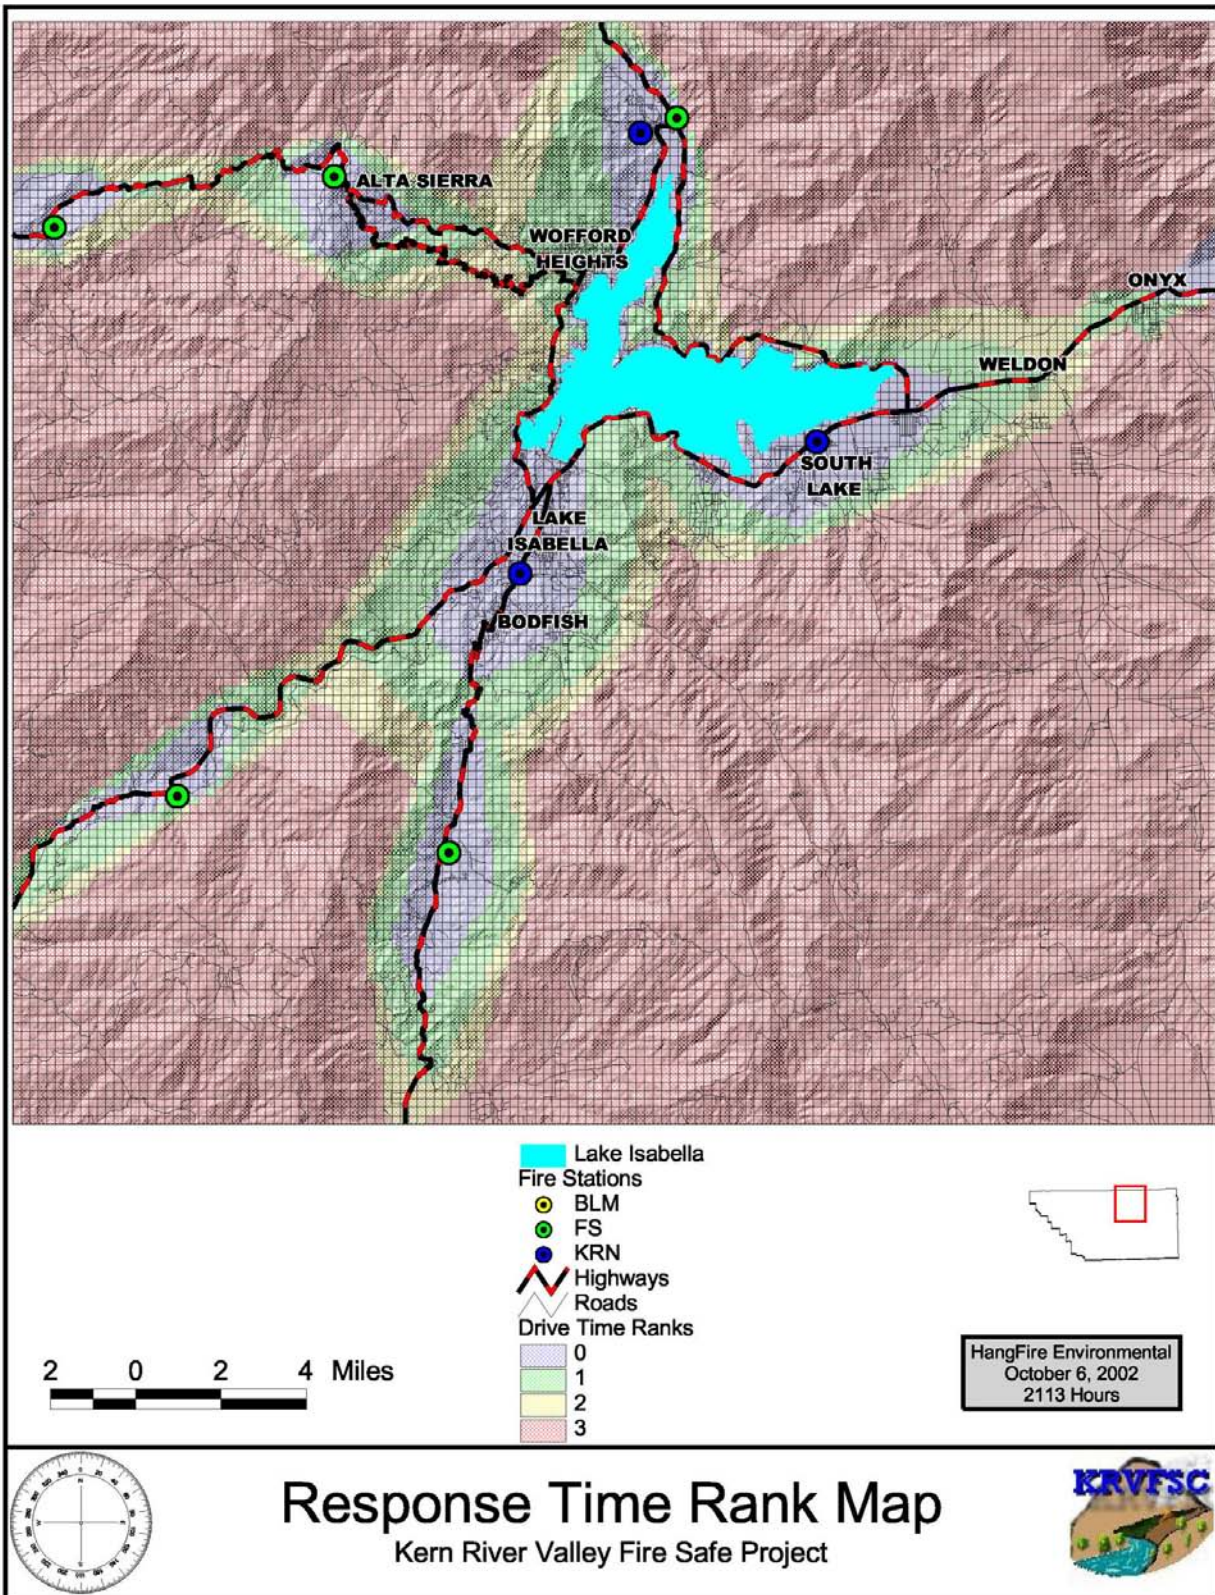 ALTA SIERRA
WOFFORD
HEIGHTS
ONYX
WELDON
SOUTH
LAKE
LAKE
ISABELLA
BODFISH
Lake Isabella
Fire Stations
BLM
FS
KRN
Highways
Roads
Drive Time Ranks
0
1
2
3
2 0 2 4 Miles
HangFire Environmental
October 6, 2002
2113 Hours
Response Time Rank Map
Kern River Valley Fire Safe Project
KRVFSC